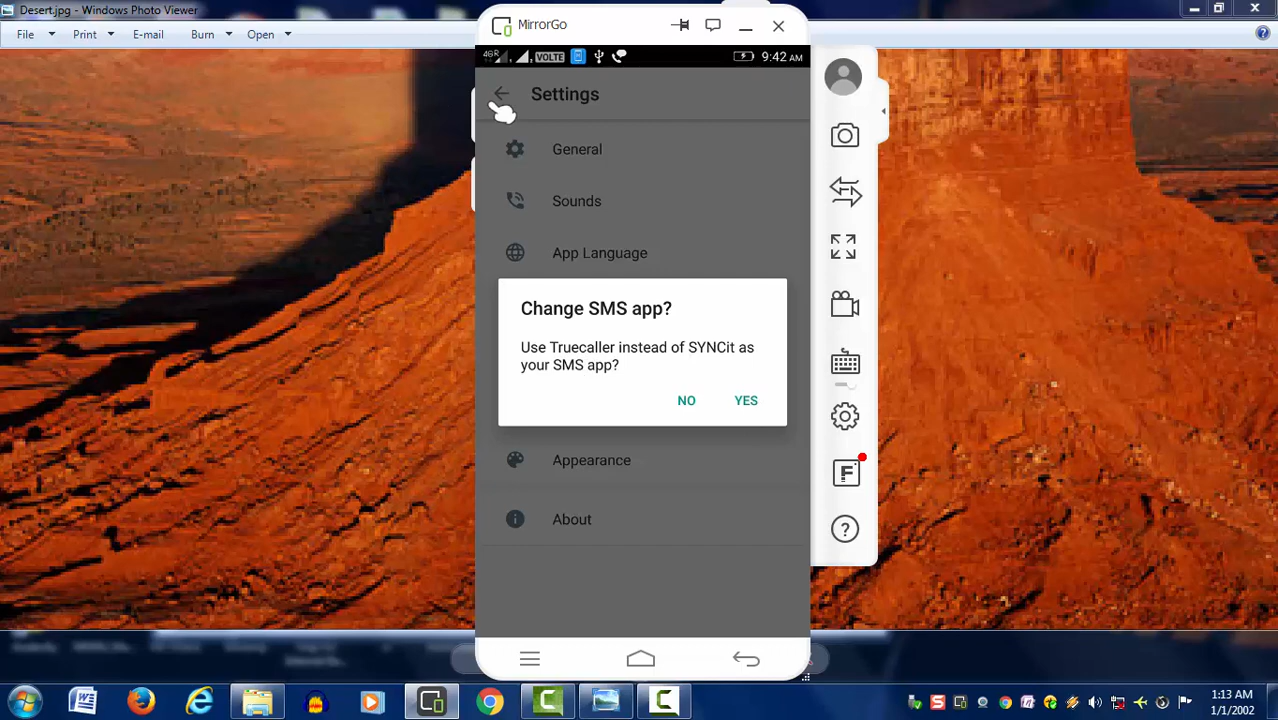 Desert.jpg - Windows Photo Viewer
File Print E-mail Burn Open
MirrorGo
4GR VOLTE 9:42 AM
Settings
General
Sounds
App Language
Change SMS app?
Use Truecaller instead of SYNCit as
your SMS app?
NO YES
Appearance
About
1:13 AM
1/1/2002